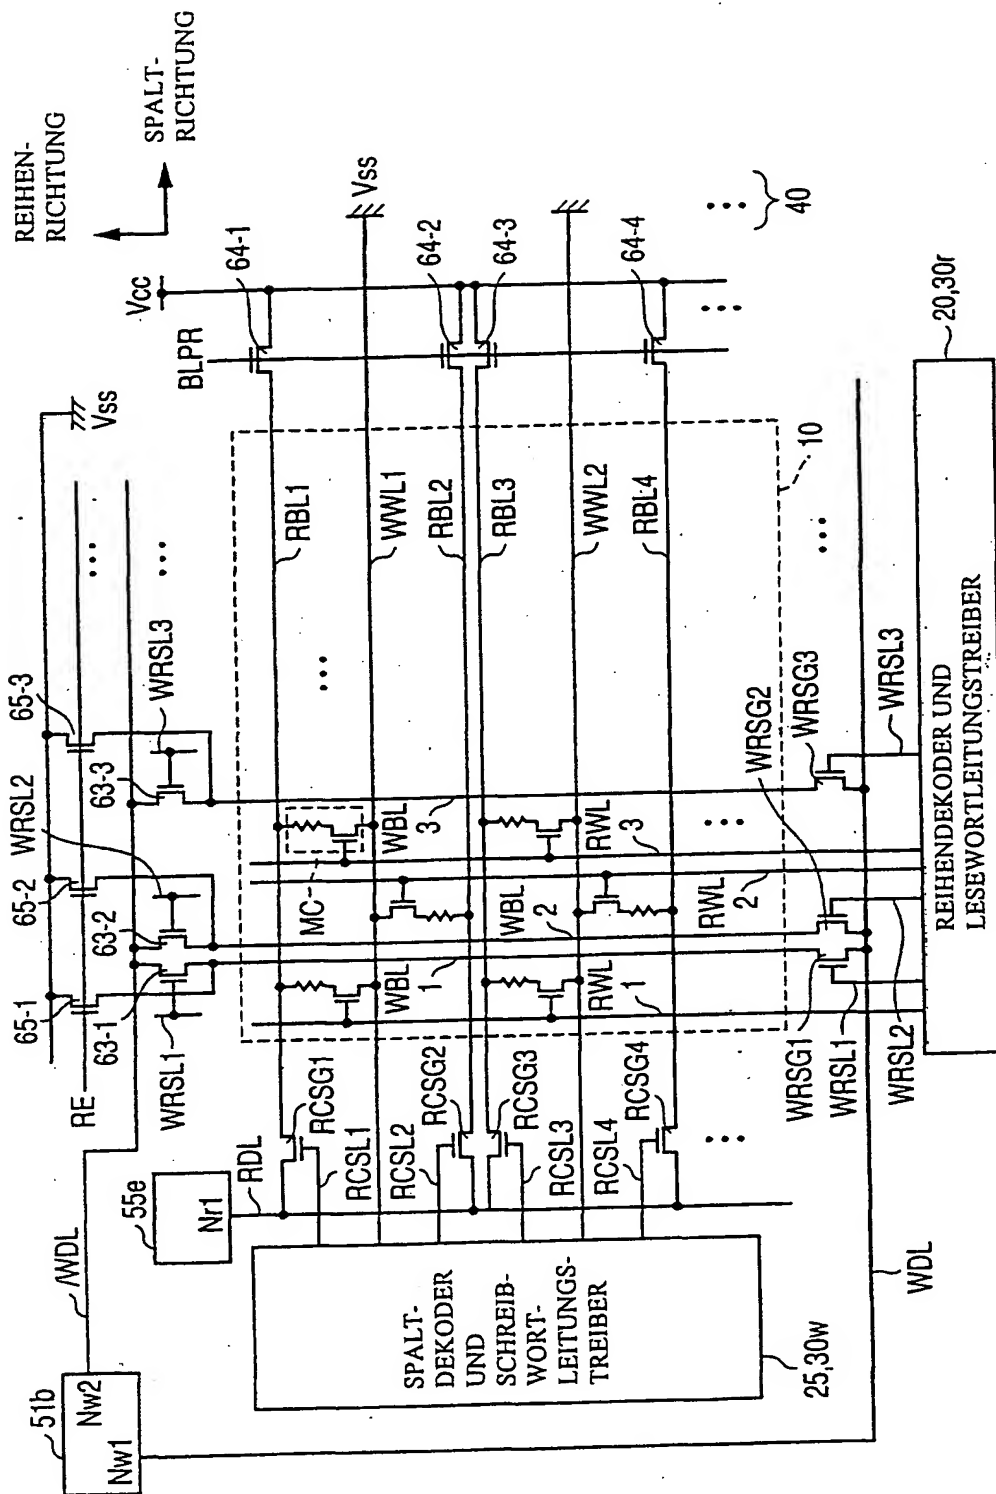 REIHEN-
RICHTUNG
SPALT-
RICHTUNG
51b
Nw2
Nw1
/WDL
55e
Nr1
RDL
RE
65-1
65-2
65-3
63-1
63-2
63-3
WRSL1
WRSL2
WRSL3
Vss
BLPR
Vcc
64-1
64-2
64-3
64-4
Vss
...
40
RCSG1
RCSL1
RCSL2
RCSG2
RCSG3
RCSL3
RCSL4
RCSG4
RBL1
WWL1
RBL2
RBL3
WWL2
RBL4
MC
WBL
1
WBL
2
WBL
3
RWL
1
RWL
2
RWL
3
10
WRSG1
WRSL1
WRSL2
WRSG2
WRSG3
WRSL3
SPALT-
DEKODER
UND
SCHREIB-
WORT-
LEITUNGS-
TREIBER
25,30w
WDL
REIHENDEKODER UND
LESEWORTLEITUNGSTREIBER
20,30r